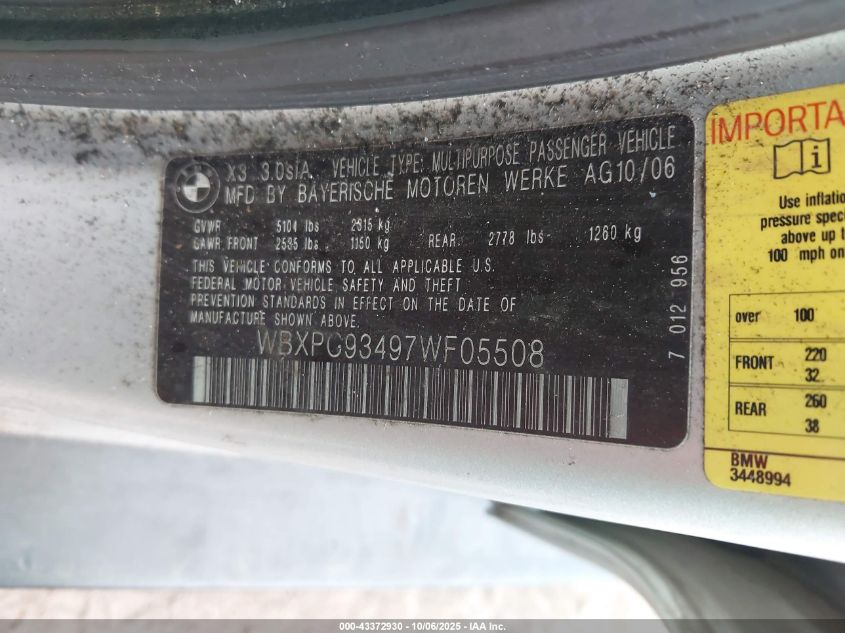 X3 3.0siA. VEHICLE TYPE: MULTIPURPOSE PASSENGER VEHICLE
MFD BY BAYERISCHE MOTOREN WERKE AG10/06
GVWR 5104 lbs 2315 kg
GAWR: FRONT 2535 lbs. 1150 kg REAR: 2778 lbs- 1260 kg
THIS VEHICLE CONFORMS TO ALL APPLICABLE U.S.
FEDERAL MOTOR VEHICLE SAFETY AND THEFT
PREVENTION STANDARDS IN EFFECT ON THE DATE OF
MANUFACTURE SHOWN ABOVE.
WBXPG93497WF05508
7 012 956
IMPORTA
i
Use inflatio
pressure spec
above up t
100 mph on
over 100
FRONT 220
32
REAR 260
38
BMW
3448994
000-43372930 - 10/06/2025 - IAA Inc.